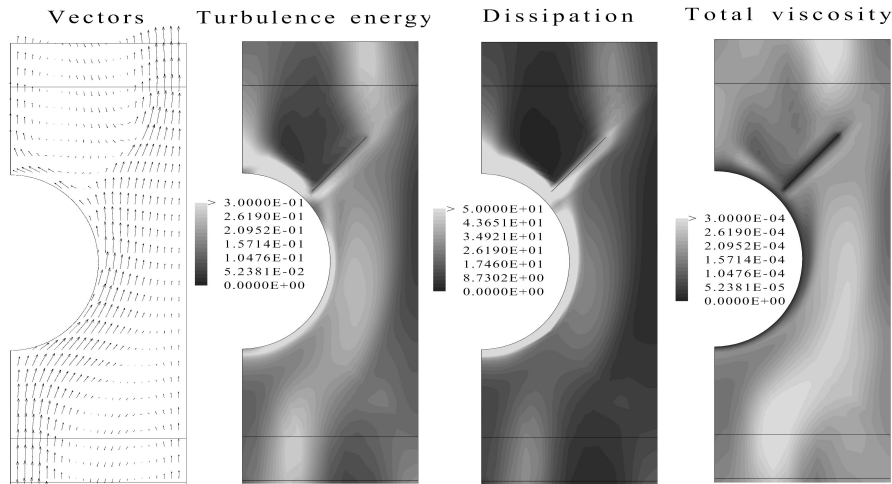 Vectors
Turbulence energy
Dissipation
Total viscosity
> 3.0000E-01
2.6190E-01
2.0952E-01
1.5714E-01
1.0476E-01
5.2381E-02
0.0000E+00
> 5.0000E+01
4.3651E+01
3.4921E+01
2.6190E+01
1.7460E+01
8.7302E+00
0.0000E+00
> 3.0000E-04
2.6190E-04
2.0952E-04
1.5714E-04
1.0476E-04
5.2381E-05
0.0000E+00